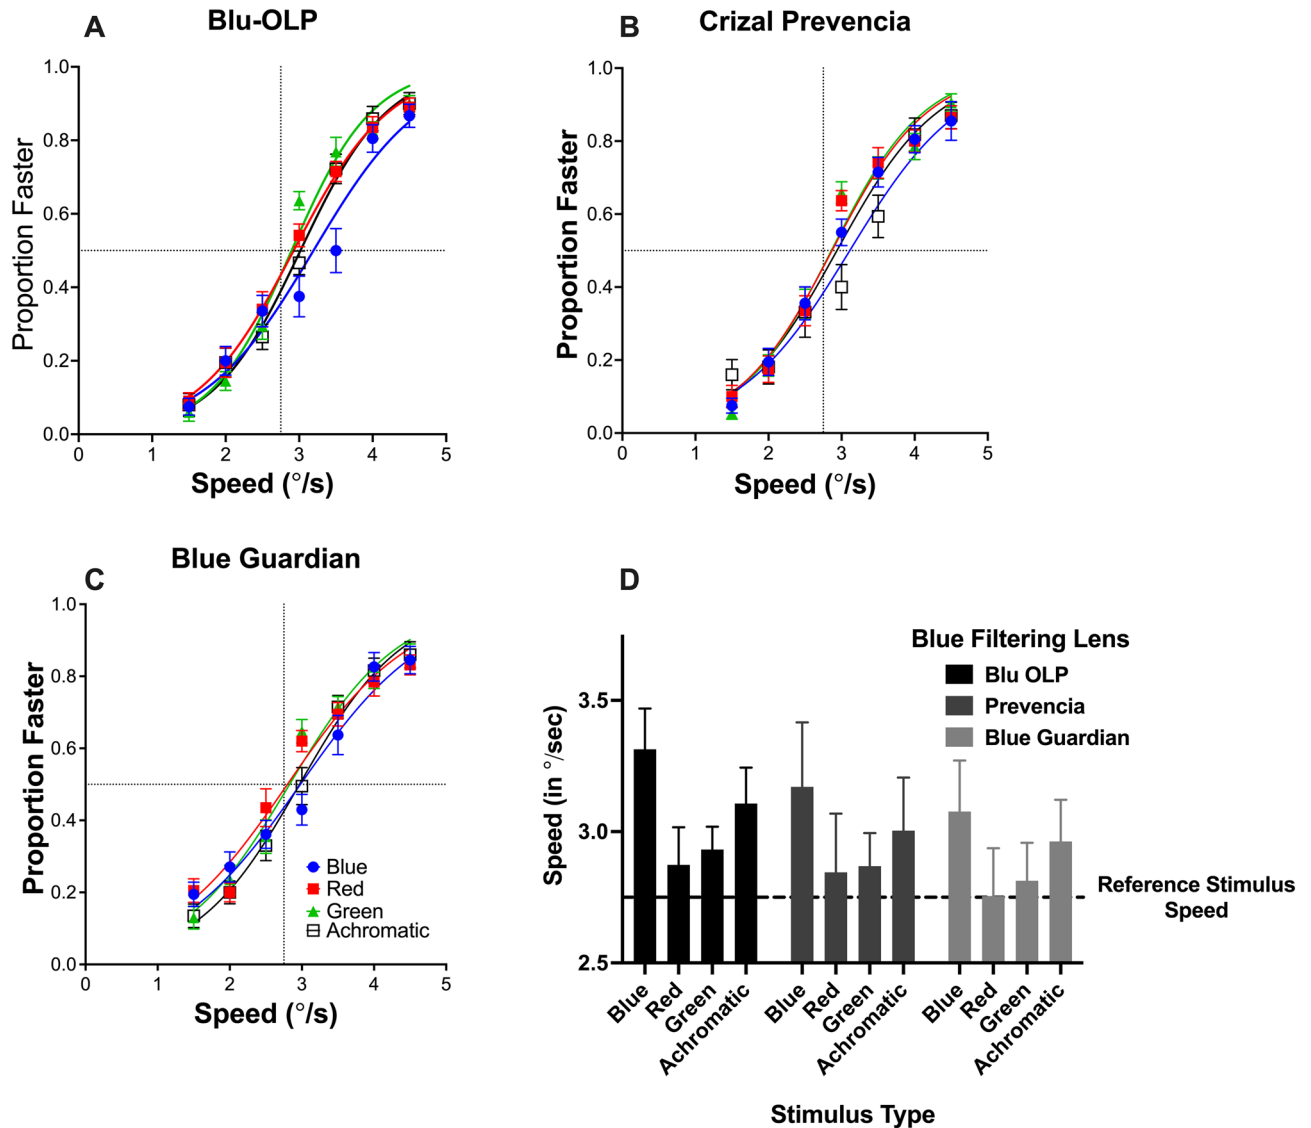 A
Blu-OLP
Proportion Faster
1.0
0.8
0.6
0.4
0.2
0.0
0 1 2 3 4 5
Speed (°/s)
B
Crizal Prevencia
Proportion Faster
1.0
0.8
0.6
0.4
0.2
0.0
0 1 2 3 4 5
Speed (°/s)
C
Blue Guardian
Proportion Faster
1.0
0.8
0.6
0.4
0.2
0.0
0 1 2 3 4 5
Speed (°/s)
Blue
Red
Green
Achromatic
D
Blue Filtering Lens
Blu OLP
Prevencia
Blue Guardian
Speed (in °/sec)
3.5
3.0
2.5
Reference Stimulus
Speed
Blue
Red
Green
Achromatic
Blue
Red
Green
Achromatic
Blue
Red
Green
Achromatic
Stimulus Type